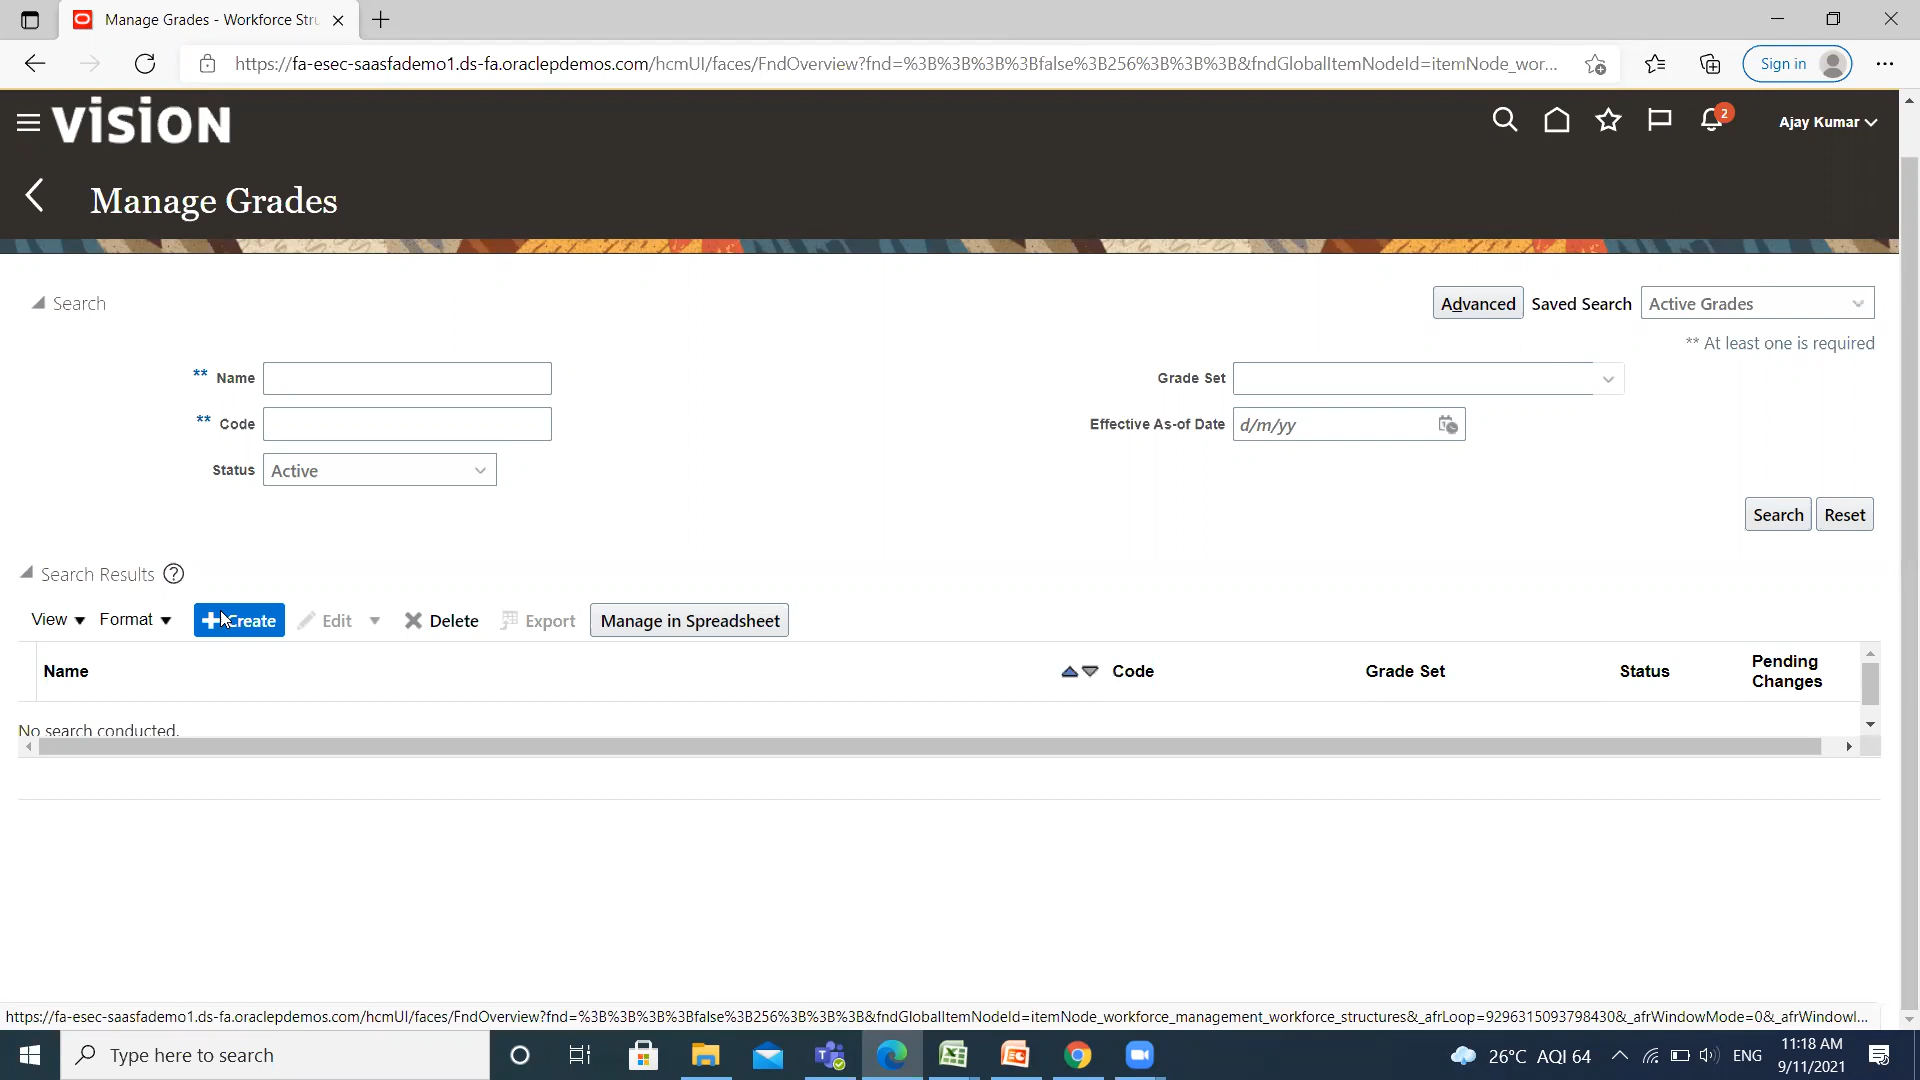 Manage Grades - Workforce Stru
https://fa-esec-saasfademo1.ds-fa.oraclepdemos.com/hcmUI/faces/FndOverview?fnd=%3B%3B%3B%3Bfalse%3B256%3B%3B%3B&fndGlobalItemNodeId=itemNode_wor...
Sign in
VISION
2
Ajay Kumar
Manage Grades
Search
Advanced Saved Search Active Grades
** At least one is required
** Name
Grade Set
** Code
Effective As-of Date d/m/yy
Status Active
Search Reset
Search Results ?
View Format Create Edit Delete Export Manage in Spreadsheet
Name Code Grade Set Status Pending Changes
No search conducted.
https://fa-esec-saasfademo1.ds-fa.oraclepdemos.com/hcmUI/faces/FndOverview?fnd=%3B%3B%3B%3Bfalse%3B256%3B%3B%3B&fndGlobalItemNodeId=itemNode_workforce_management_workforce_structures&_afrLoop=9296315093798430&_afrWindowMode=0&_afrWindowI...
Type here to search
26°C AQI 64
ENG
11:18 AM
9/11/2021